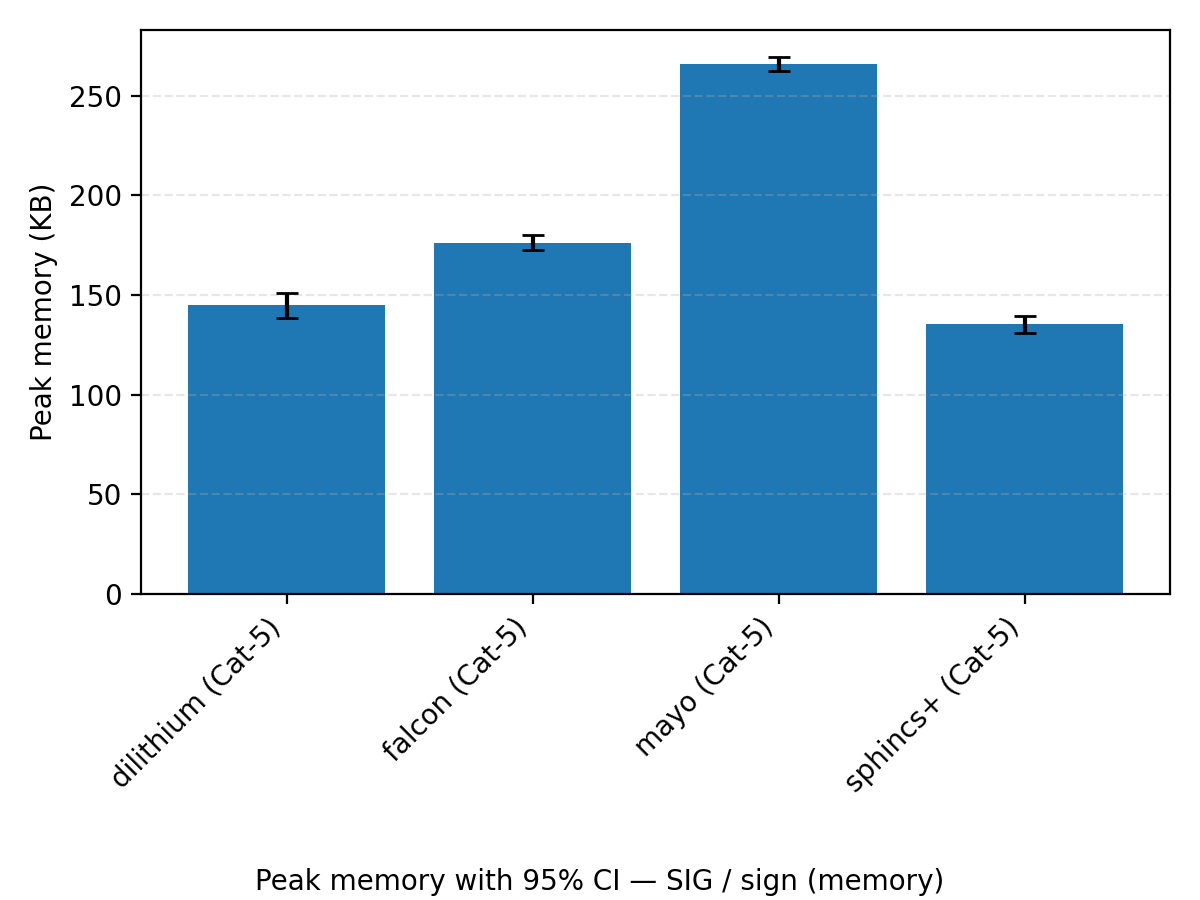 Peak memory (KB)
250
200
150
100
50
0
dilithium (Cat-5)
falcon (Cat-5)
mayo (Cat-5)
sphincs+ (Cat-5)
Peak memory with 95% CI — SIG / sign (memory)